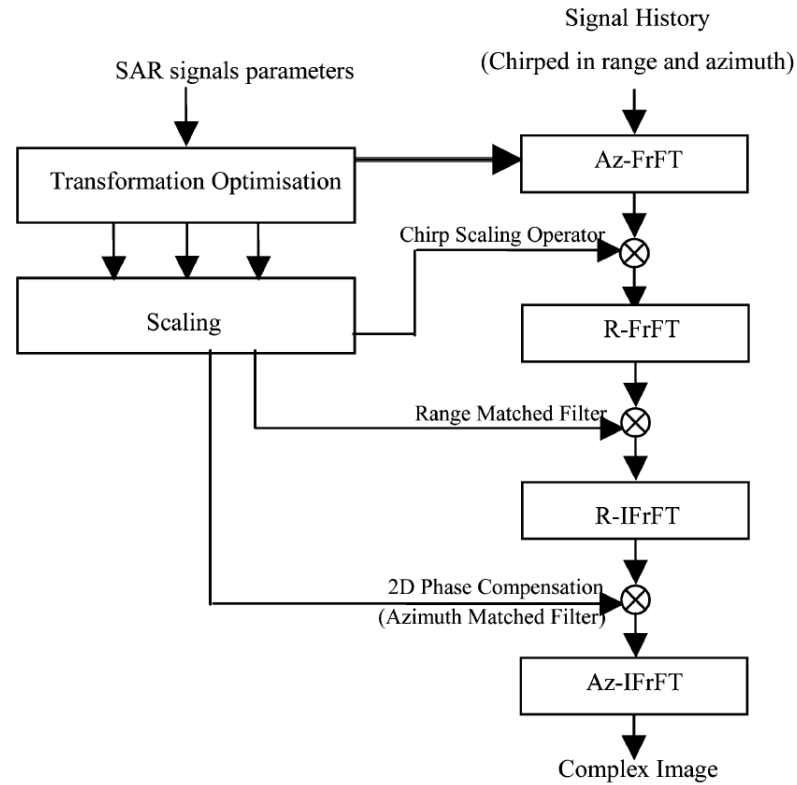 Signal History
SAR signals parameters
(Chirped in range and azimuth)
Transformation Optimisation
Az-FrFT
Chirp Scaling Operator
Scaling
R-FrFT
Range Matched Filter
R-IFrFT
2D Phase Compensation
(Azimuth Matched Filter)
Az-IFrFT
Complex Image